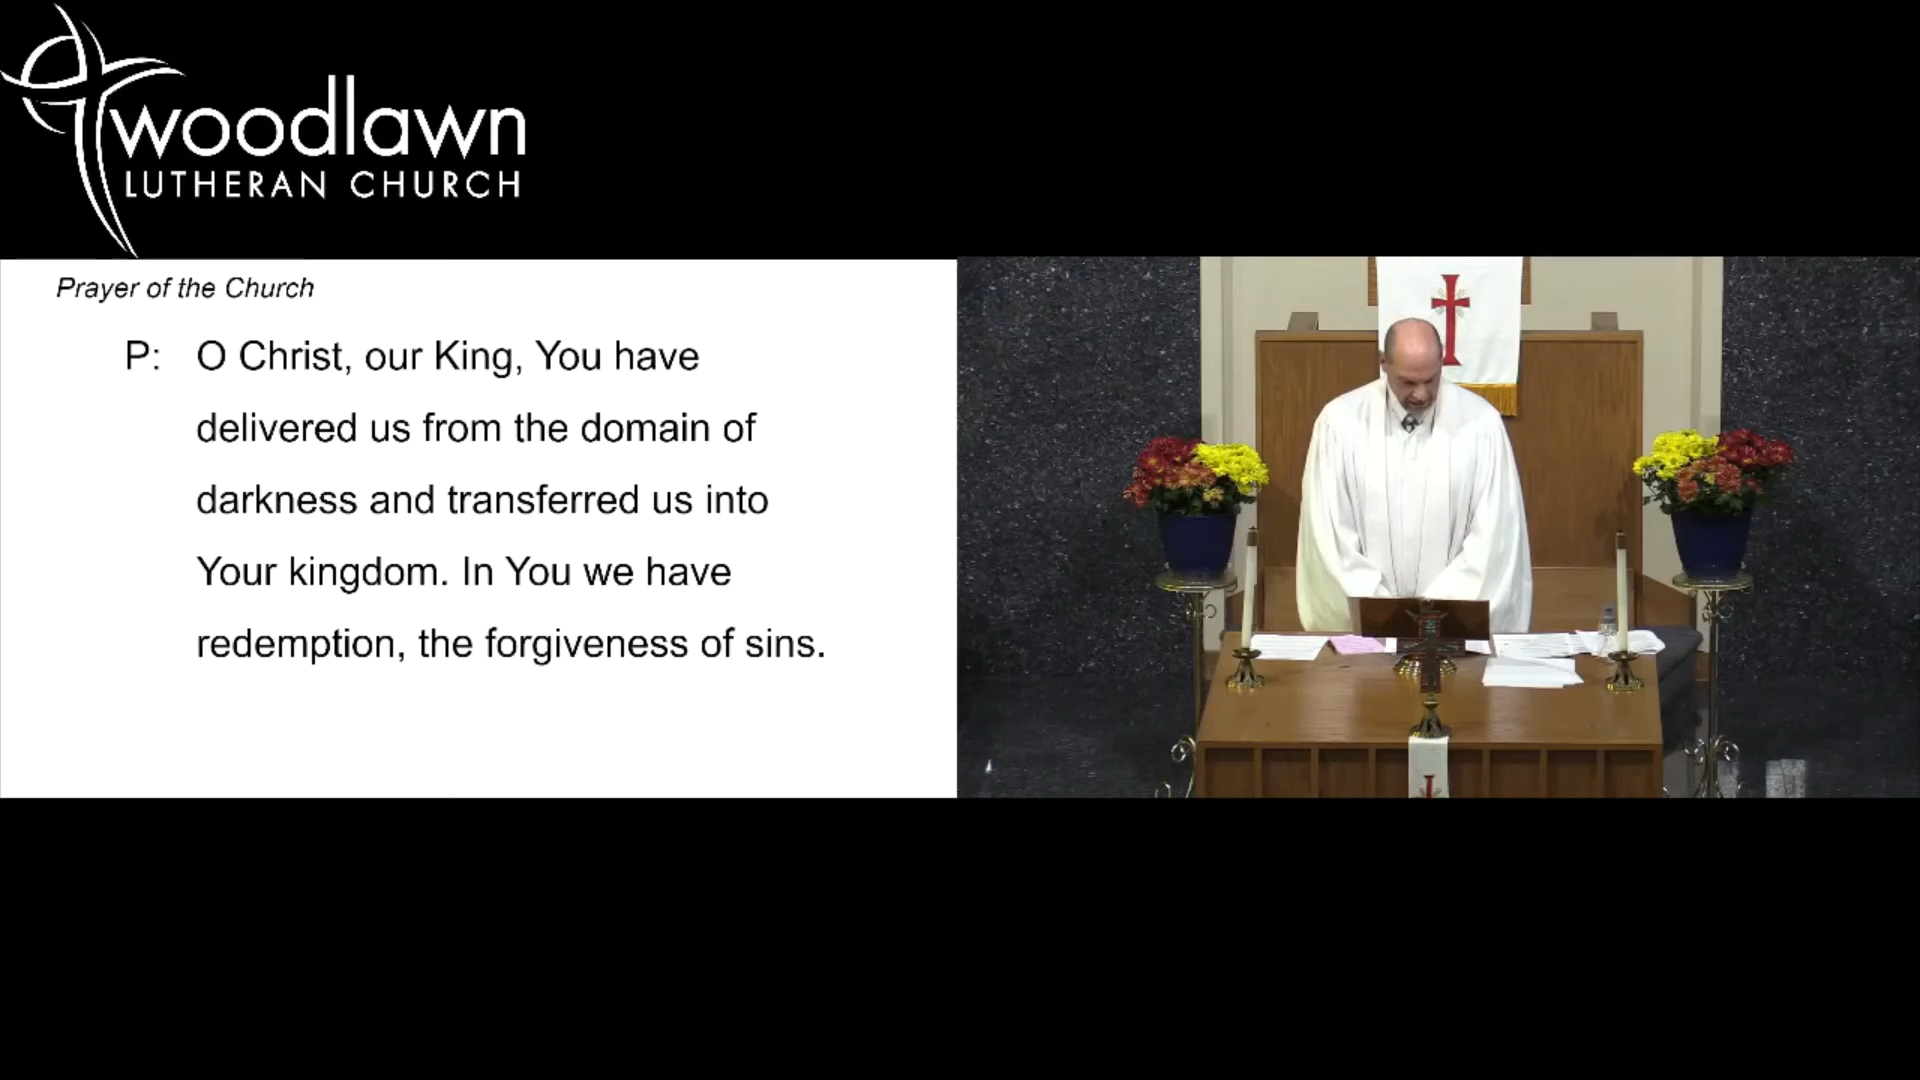 woodlawn
LUTHERAN CHURCH
Prayer of the Church
P: O Christ, our King, You have
delivered us from the domain of
darkness and transferred us into
Your kingdom. In You we have
redemption, the forgiveness of sins.